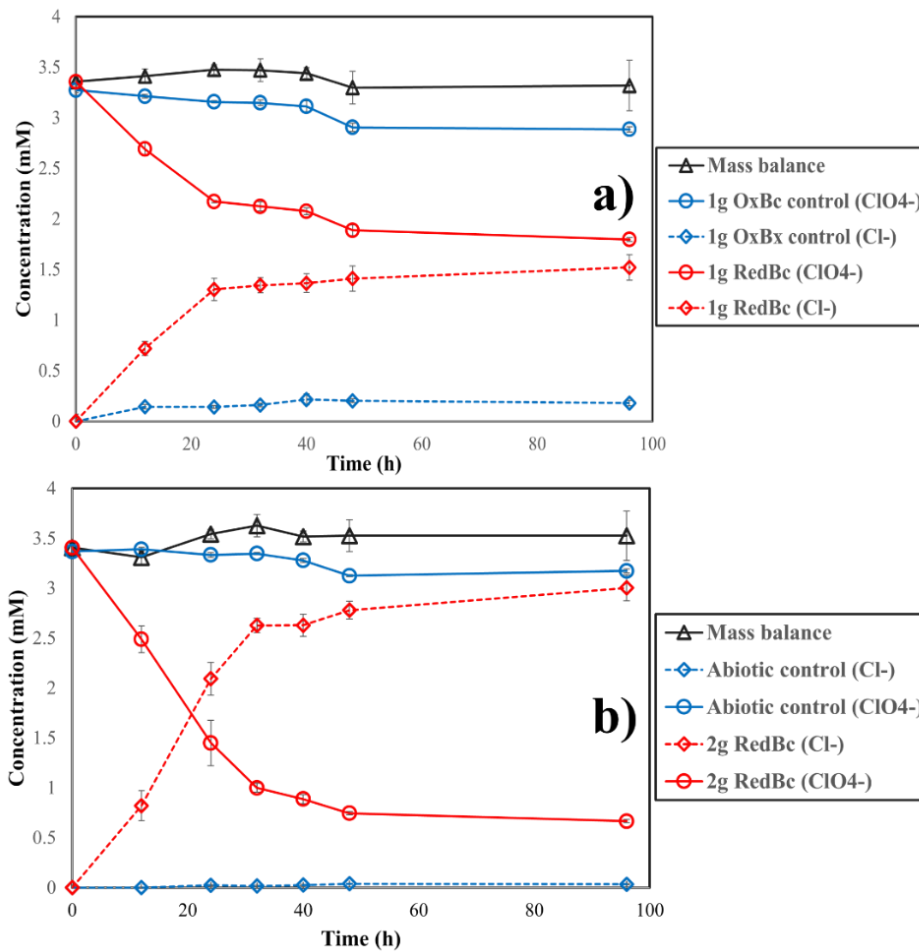 4
3.5
3
2.5
2
1.5
1
0.5
0
Concentration (mM)
0 20 40 60 80 100
Time (h)
a)
Mass balance
1g OxBc control (ClO4-)
1g OxBx control (Cl-)
1g RedBc (ClO4-)
1g RedBc (Cl-)
4
3.5
3
2.5
2
1.5
1
0.5
0
Concentration (mM)
0 20 40 60 80 100
Time (h)
b)
Mass balance
Abiotic control (Cl-)
Abiotic control (ClO4-)
2g RedBc (Cl-)
2g RedBc (ClO4-)